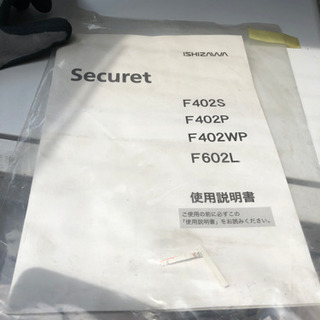 ISHIZAWA
Securet
F402S
F402P
F402WP
F602L
使用説明書
ご使用の前に必ずこの
「使用説明書」をお読みください。